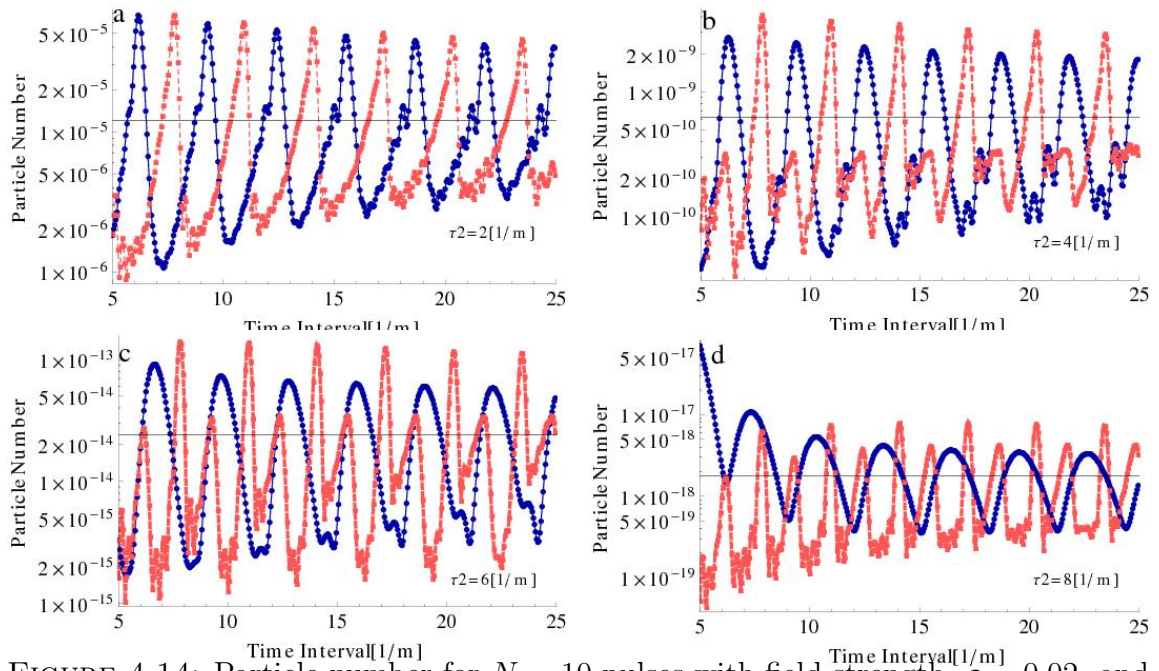 a
5×10⁻⁵
2×10⁻⁵
1×10⁻⁵
5×10⁻⁶
2×10⁻⁶
1×10⁻⁶
Particle Number
τ2=2[1/m]
5 10 15 20 25
Time Interval[1/m]
b
2×10⁻⁹
1×10⁻⁹
5×10⁻¹⁰
2×10⁻¹⁰
1×10⁻¹⁰
Particle Number
τ2=4[1/m]
5 10 15 20 25
Time Interval[1/m]
c
1×10⁻¹³
5×10⁻¹⁴
2×10⁻¹⁴
1×10⁻¹⁴
5×10⁻¹⁵
2×10⁻¹⁵
1×10⁻¹⁵
Particle Number
τ2=6[1/m]
5 10 15 20 25
Time Interval[1/m]
d
5×10⁻¹⁷
1×10⁻¹⁷
5×10⁻¹⁸
1×10⁻¹⁸
5×10⁻¹⁹
1×10⁻¹⁹
Particle Number
τ2=8[1/m]
5 10 15 20 25
Time Interval[1/m]
FIGURE 4.14: Particle number for N 10 pulses with field strength 0.02 and